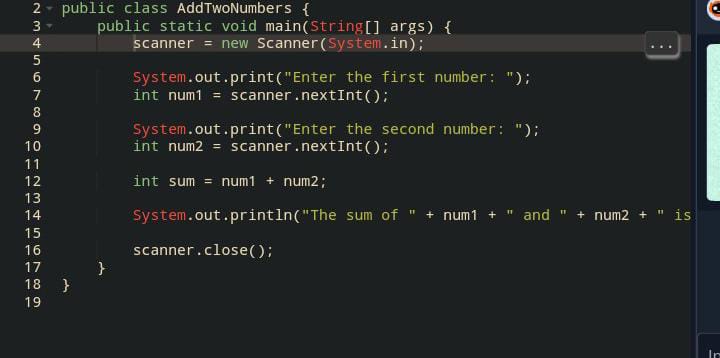 2 public class AddTwoNumbers {
3 public static void main(String[] args) {
4 scanner = new Scanner(System.in);
...
5
6 System.out.print("Enter the first number: ");
7 int num1 = scanner.nextInt();
8
9 System.out.print("Enter the second number: ");
10 int num2 = scanner.nextInt();
11
12 int sum = num1 + num2;
13
14 System.out.println("The sum of " + num1 + " and " + num2 + " is
15
16 scanner.close();
17 }
18 }
19